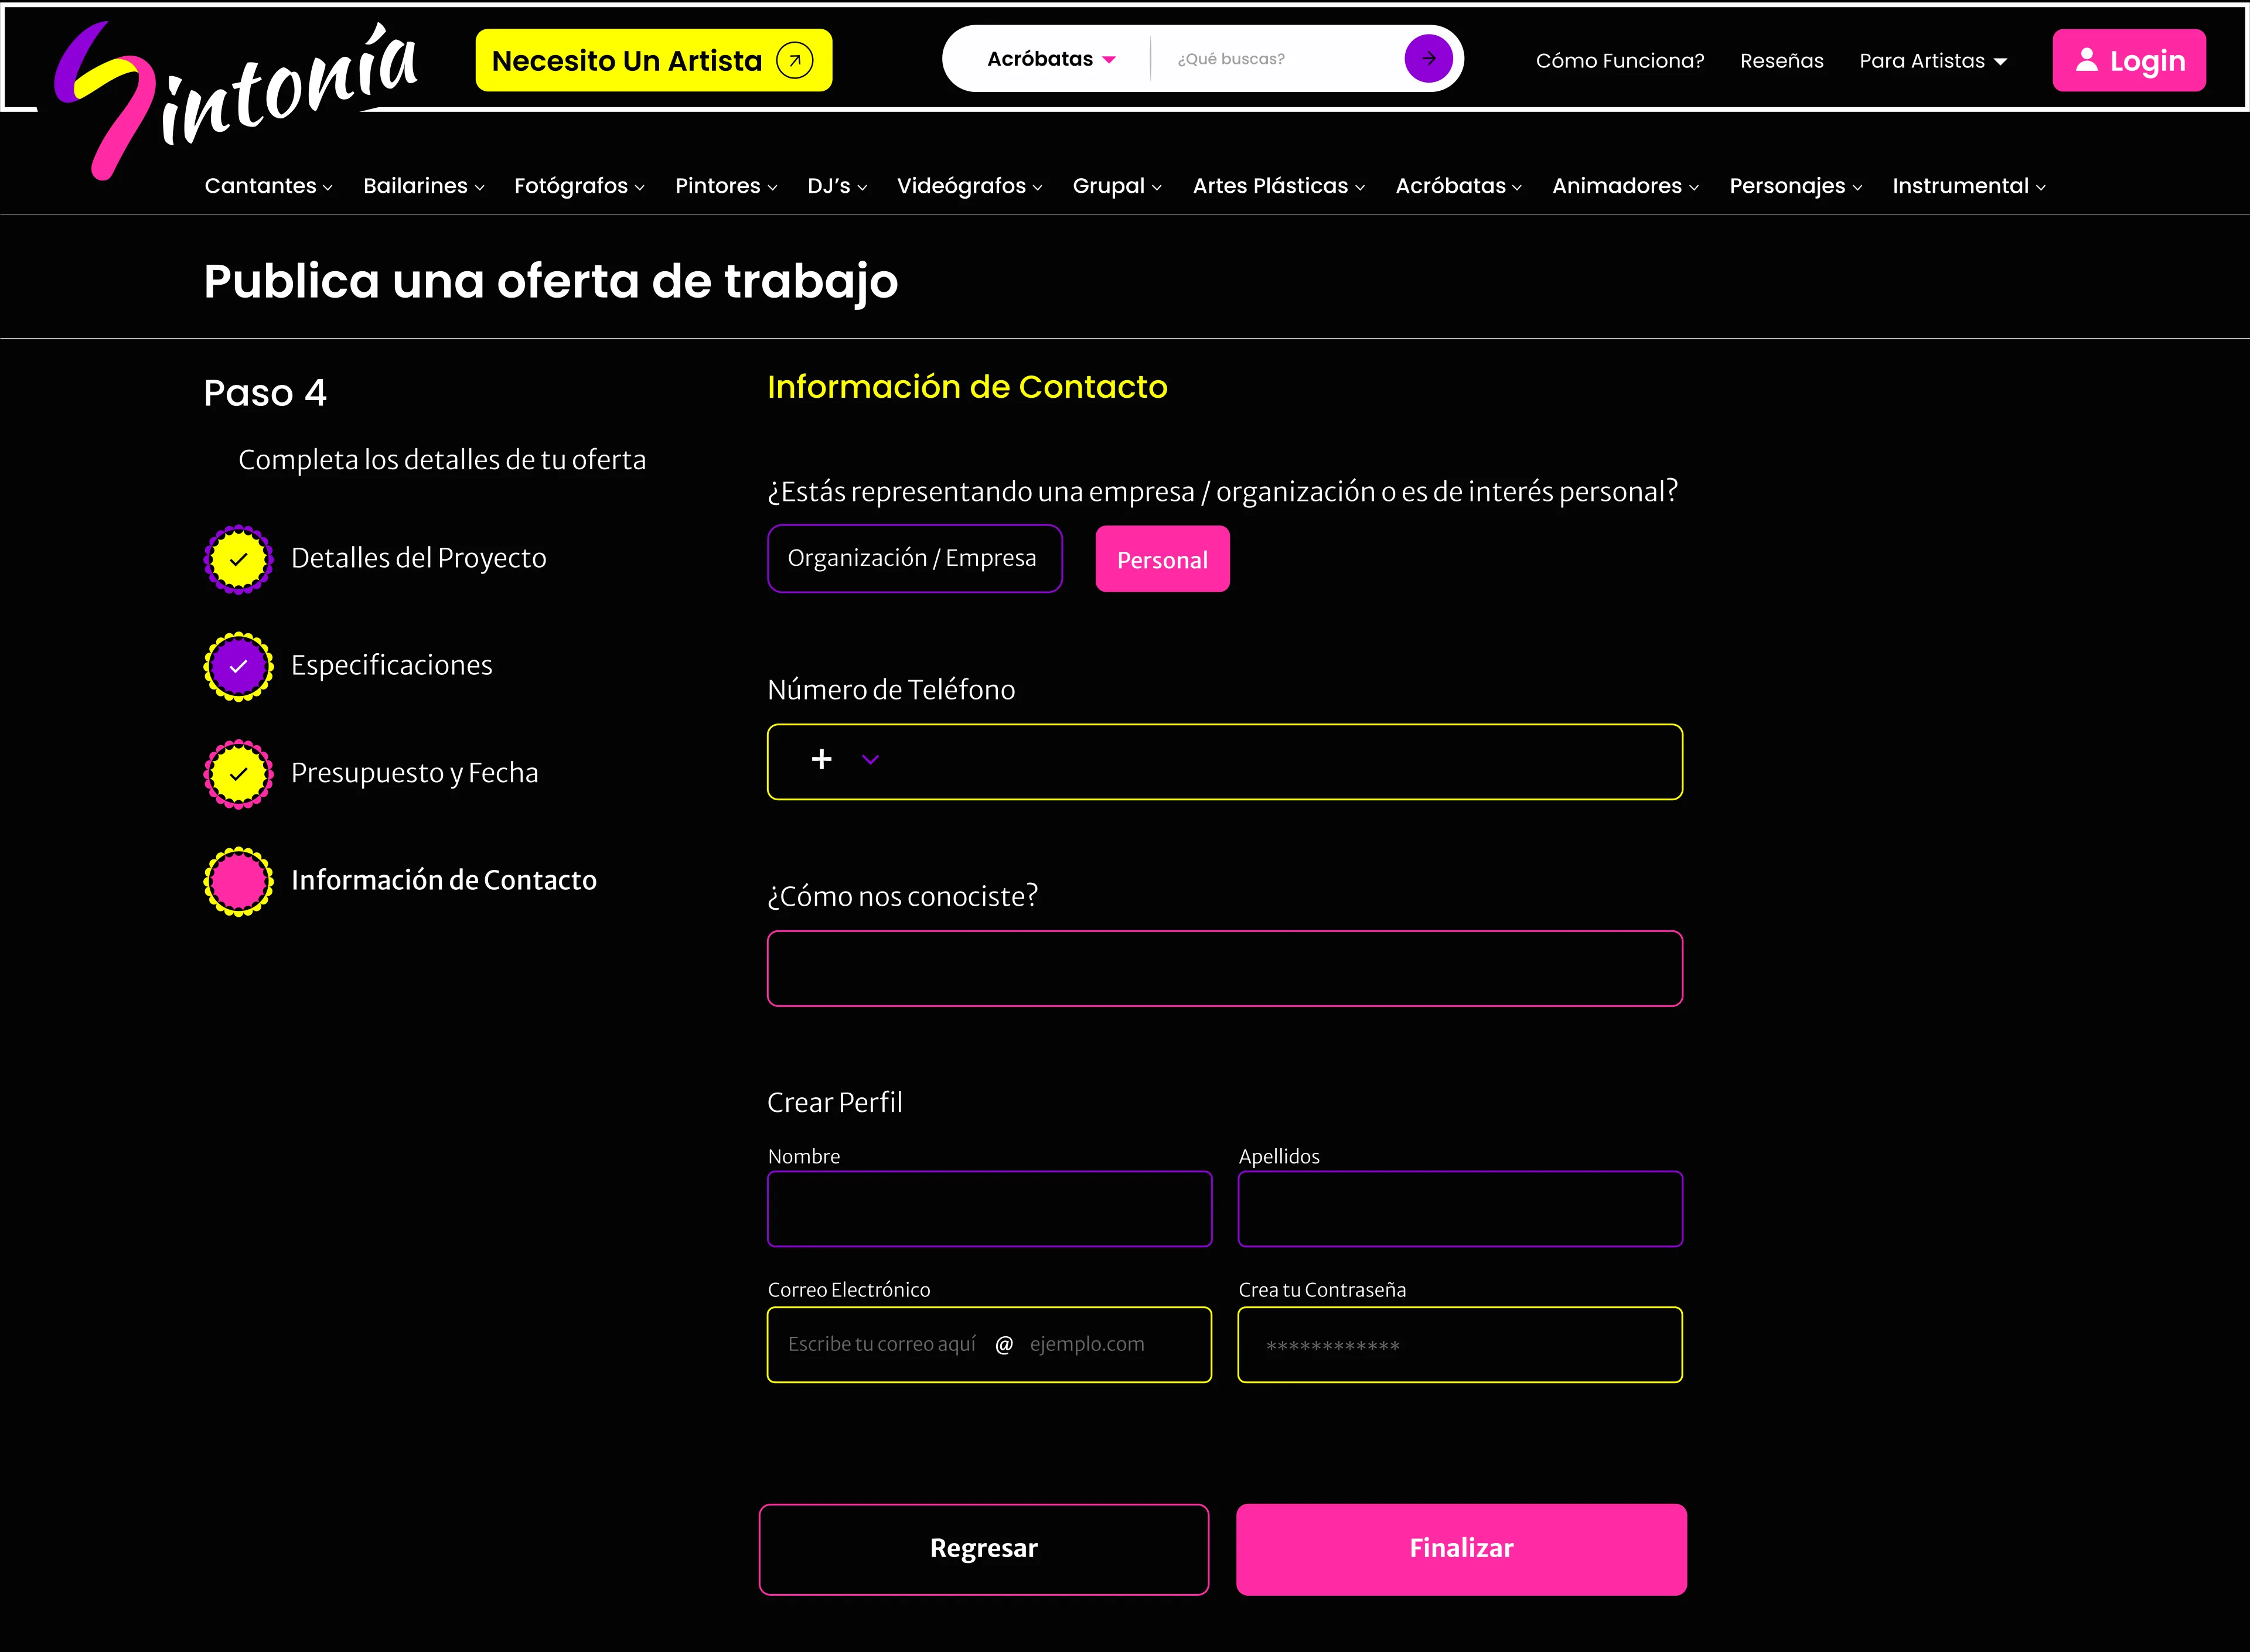 Sintonía
Necesito Un Artista
Acróbatas
¿Qué buscas?
Cómo Funciona?
Reseñas
Para Artistas
Login
Cantantes
Bailarines
Fotógrafos
Pintores
DJ’s
Videógrafos
Grupal
Artes Plásticas
Acróbatas
Animadores
Personajes
Instrumental
Publica una oferta de trabajo
Paso 4
Completa los detalles de tu oferta
Detalles del Proyecto
Especificaciones
Presupuesto y Fecha
Información de Contacto
Información de Contacto
¿Estás representando una empresa / organización o es de interés personal?
Organización / Empresa
Personal
Número de Teléfono
+
¿Cómo nos conociste?
Crear Perfil
Nombre
Apellidos
Correo Electrónico
Crea tu Contraseña
Escribe tu correo aquí @ ejemplo.com
************
Regresar
Finalizar